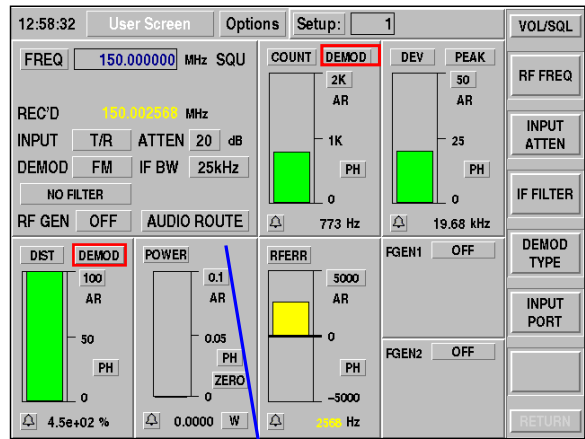 12:58:32 User Screen Options Setup: 1
FREQ 150.000000 MHz SQU
REC'D 150.002568 MHz
INPUT T/R ATTEN 20 dB
DEMOD FM IF BW 25kHz
NO FILTER
RF GEN OFF AUDIO ROUTE
COUNT DEMOD
2K
AR
1K
PH
0
773 Hz
DEV PEAK
50
AR
25
PH
0
19.68 kHz
DIST DEMOD
100
AR
50
PH
0
4.5e+02 %
POWER
0.1
AR
0.05
PH
ZERO
0
0.0000 W
RFERR
5000
AR
0
PH
-5000
2568 Hz
FGEN1 OFF
FGEN2 OFF
VOL/SQL
RF FREQ
INPUT
ATTEN
IF FILTER
DEMOD
TYPE
INPUT
PORT
RETURN